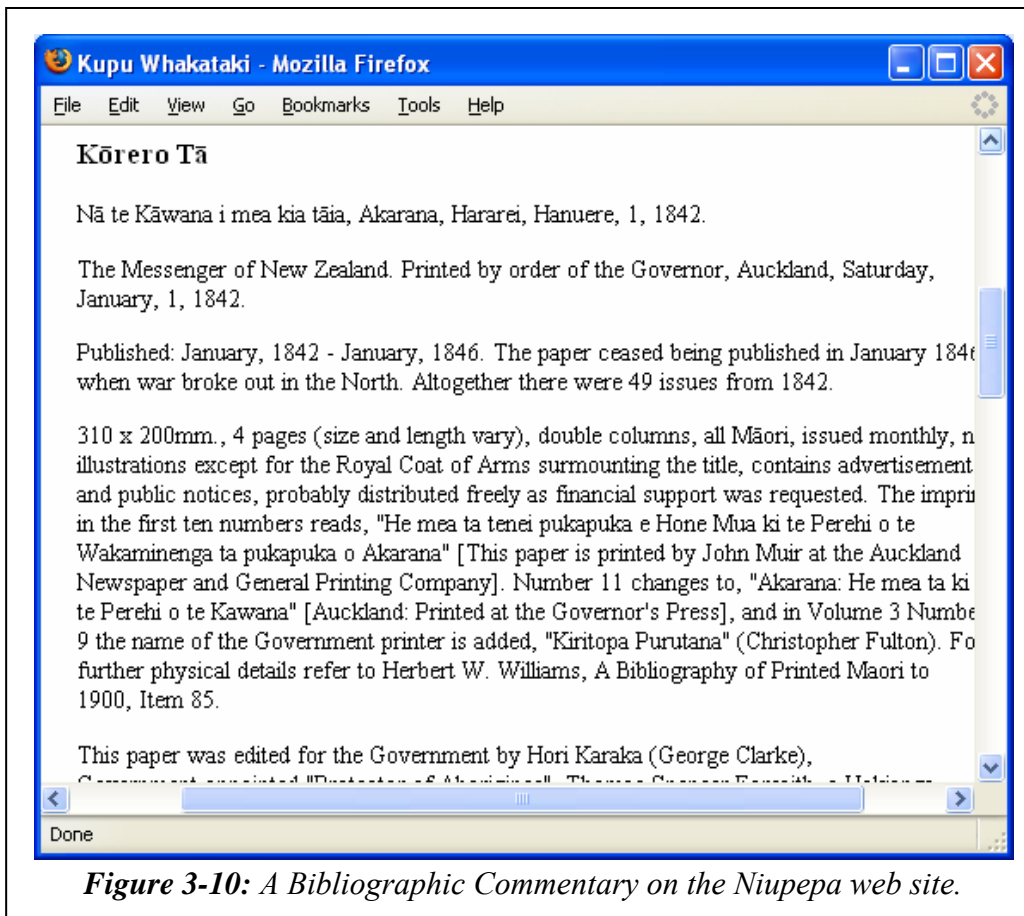 Kupu Whakataki - Mozilla Firefox
File Edit View Go Bookmarks Tools Help
Kōrero Tā
Nā te Kāwana i mea kia tāia, Akarana, Hararei, Hanuere, 1, 1842.
The Messenger of New Zealand. Printed by order of the Governor, Auckland, Saturday,
January, 1, 1842.
Published: January, 1842 - January, 1846. The paper ceased being published in January 1846
when war broke out in the North. Altogether there were 49 issues from 1842.
310 x 200mm., 4 pages (size and length vary), double columns, all Māori, issued monthly, n
illustrations except for the Royal Coat of Arms surmounting the title, contains advertisement
and public notices, probably distributed freely as financial support was requested. The imprin
in the first ten numbers reads, "He mea ta tenei pukapuka e Hone Mua ki te Perehi o te
Wakaminenga ta pukapuka o Akarana" [This paper is printed by John Muir at the Auckland
Newspaper and General Printing Company]. Number 11 changes to, "Akarana: He mea ta ki
te Perehi o te Kawana" [Auckland: Printed at the Governor's Press], and in Volume 3 Numbe
9 the name of the Government printer is added, "Kiritopa Purutana" (Christopher Fulton). Fo
further physical details refer to Herbert W. Williams, A Bibliography of Printed Maori to
1900, Item 85.
This paper was edited for the Government by Hori Karaka (George Clarke),
Done
Figure 3-10: A Bibliographic Commentary on the Niupepa web site.